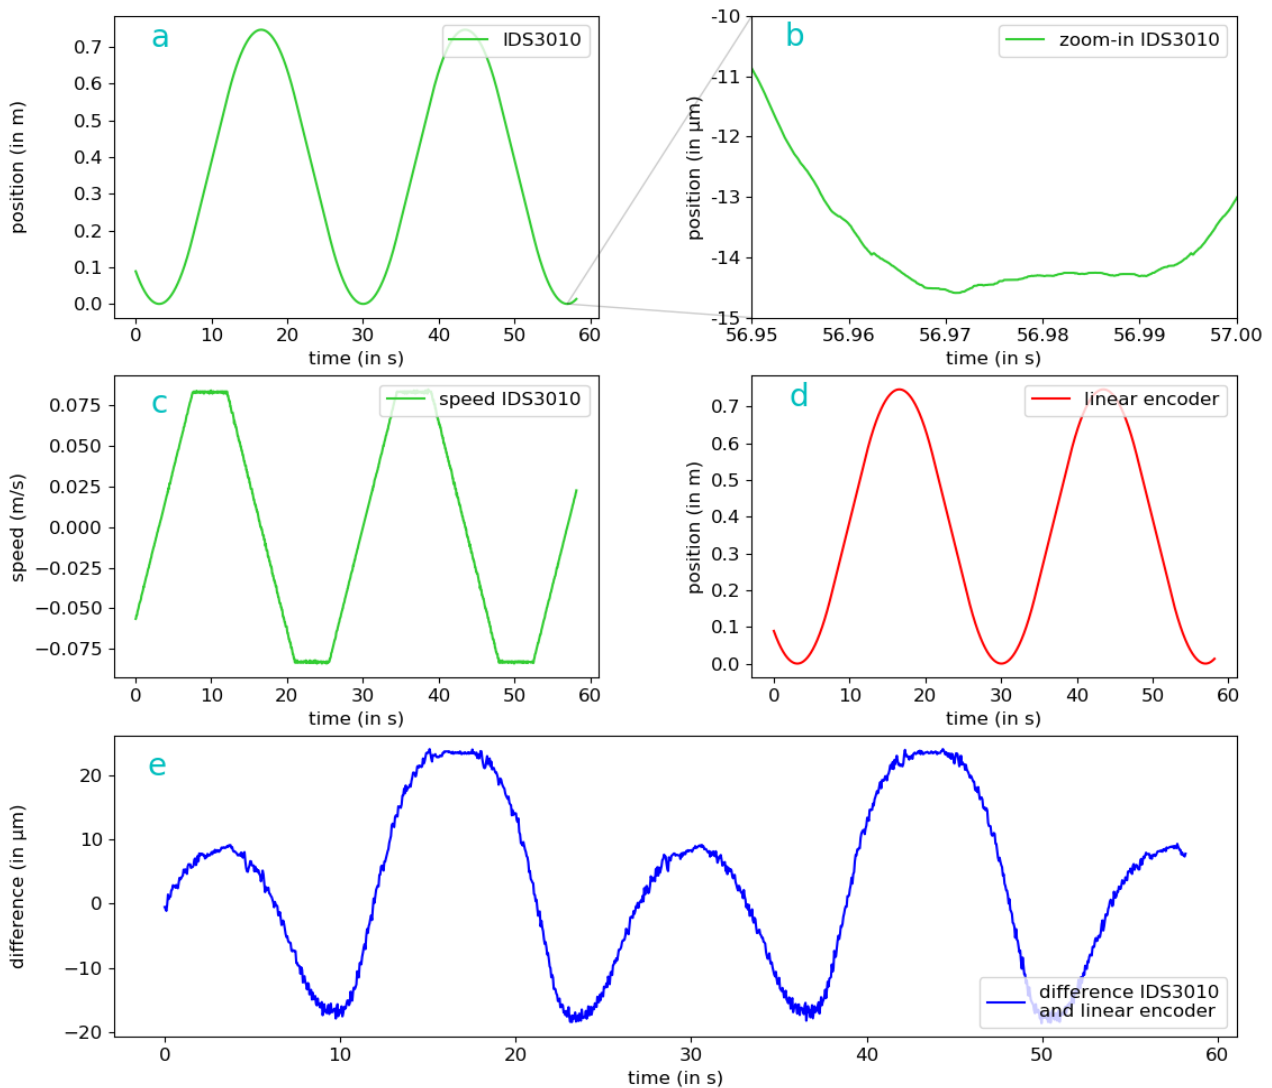 a
IDS3010
0.7
0.6
0.5
0.4
0.3
0.2
0.1
0.0
position (in m)
0 10 20 30 40 50 60
time (in s)
b
zoom-in IDS3010
-10
-11
-12
-13
-14
-15
position (in µm)
56.95 56.96 56.97 56.98 56.99 57.00
time (in s)
c
speed IDS3010
0.075
0.050
0.025
0.000
−0.025
−0.050
−0.075
speed (m/s)
0 10 20 30 40 50 60
time (in s)
d
linear encoder
0.7
0.6
0.5
0.4
0.3
0.2
0.1
0.0
position (in m)
0 10 20 30 40 50 60
time (in s)
e
20
10
0
−10
−20
difference (in µm)
difference IDS3010
and linear encoder
0 10 20 30 40 50 60
time (in s)